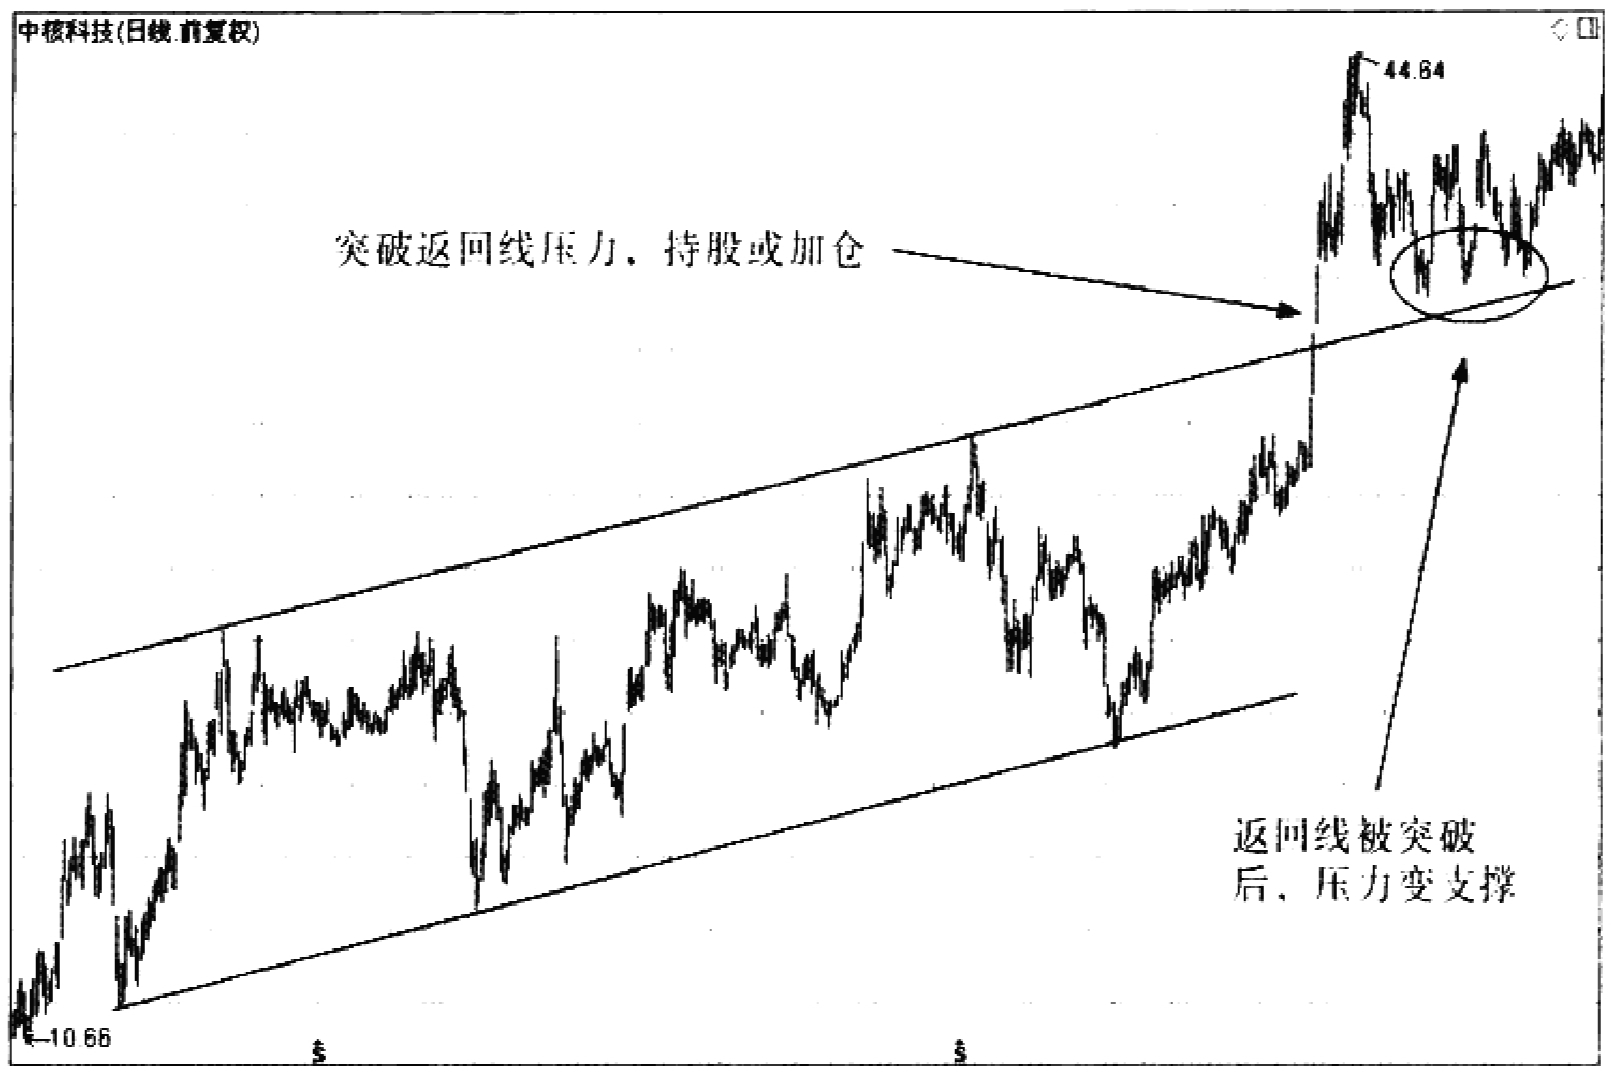 中核科技(日线.前复权)
44.64
突破返回线压力、持股或加仓
返回线被突破
后、压力变支撑
10.66
$
$